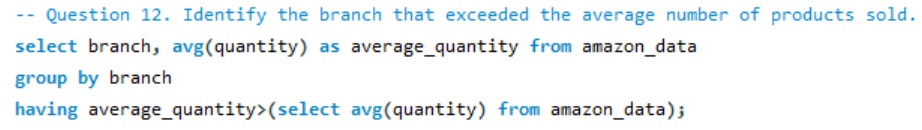 -- Question 12. Identify the branch that exceeded the average number of products sold.
select branch, avg(quantity) as average_quantity from amazon_data
group by branch
having average_quantity>(select avg(quantity) from amazon_data);